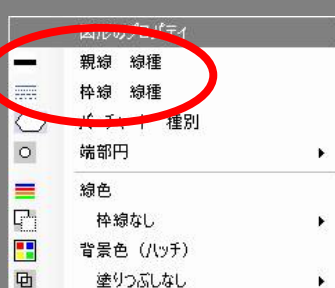 図形のプロパティ
親線 線種
枠線 線種
バーチャート 種別
端部円
線色
枠線なし
背景色 (ハッチ)
塗りつぶしなし